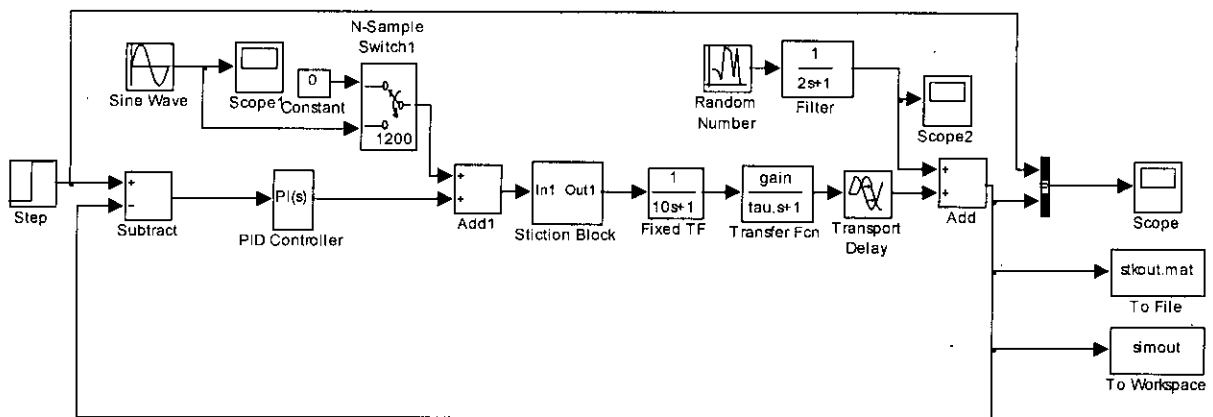 N-Sample
Switch1
Sine Wave
Scope1
0
Constant
1200
Random
Number
1
2s+1
Filter
Scope2
Step
+
−
Subtract
PI(s)
PID Controller
+
+
Add1
In1 Out1
Stiction Block
1
10s+1
Fixed TF
gain
tau.s+1
Transfer Fcn
Transport
Delay
+
+
Add
Scope
stkout.mat
To File
simout
To Workspace